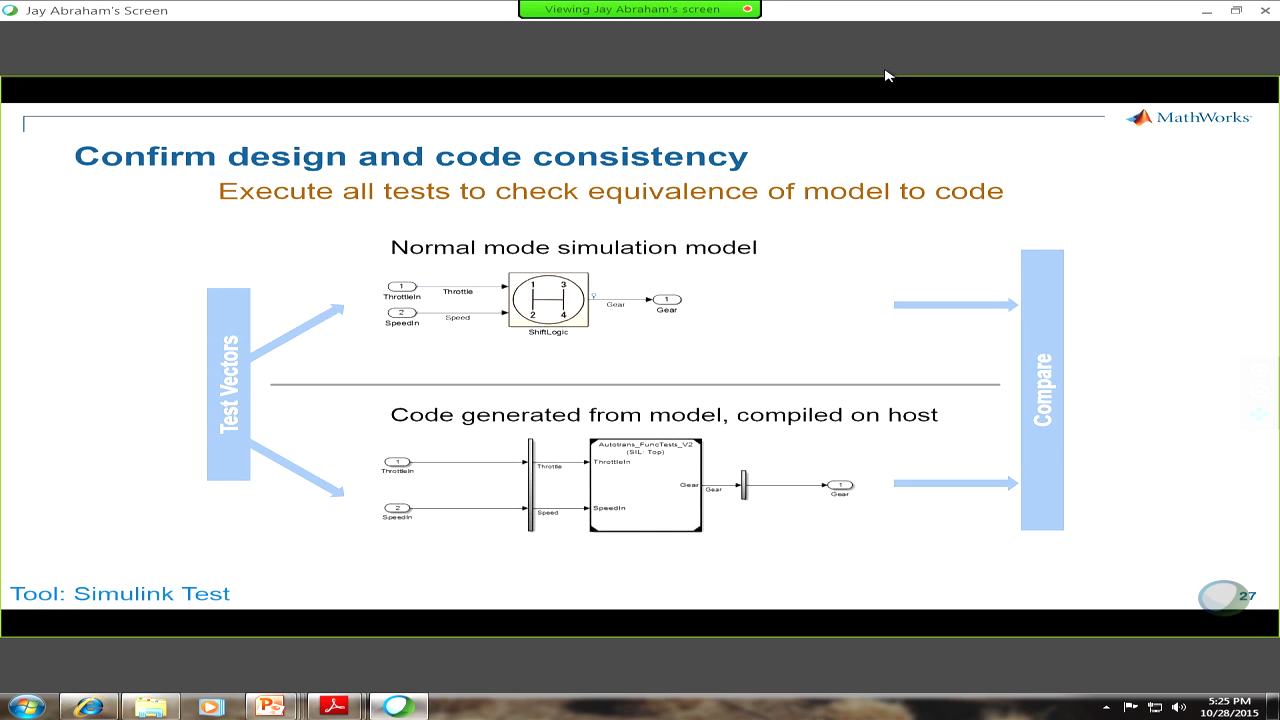 Jay Abraham's Screen
Viewing Jay Abraham's screen
MathWorks
Confirm design and code consistency
Execute all tests to check equivalence of model to code
Normal mode simulation model
1
ThrottleIn
Throttle
2
SpeedIn
Speed
1 3
2 4
ShiftLogic
Gear
1
Gear
Test Vectors
Compare
Code generated from model, compiled on host
1
ThrottleIn
Throttle
2
SpeedIn
Speed
Autotrans_FuncTests_V2
(SIL: Top)
ThrottleIn
SpeedIn
Gear
Gear
1
Gear
Tool: Simulink Test
27
5:25 PM
10/28/2015